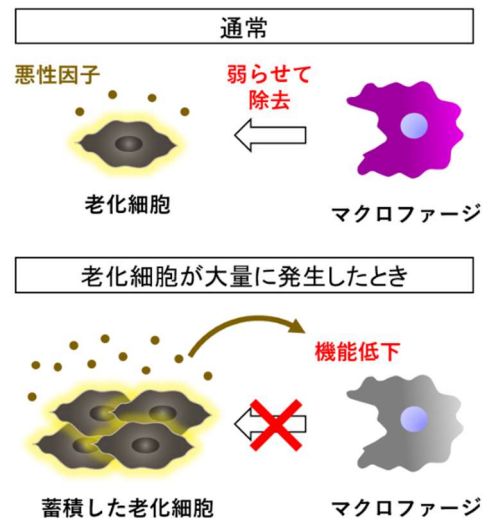 通常
悪性因子
弱らせて
除去
老化細胞
マクロファージ
老化細胞が大量に発生したとき
機能低下
蓄積した老化細胞
マクロファージ